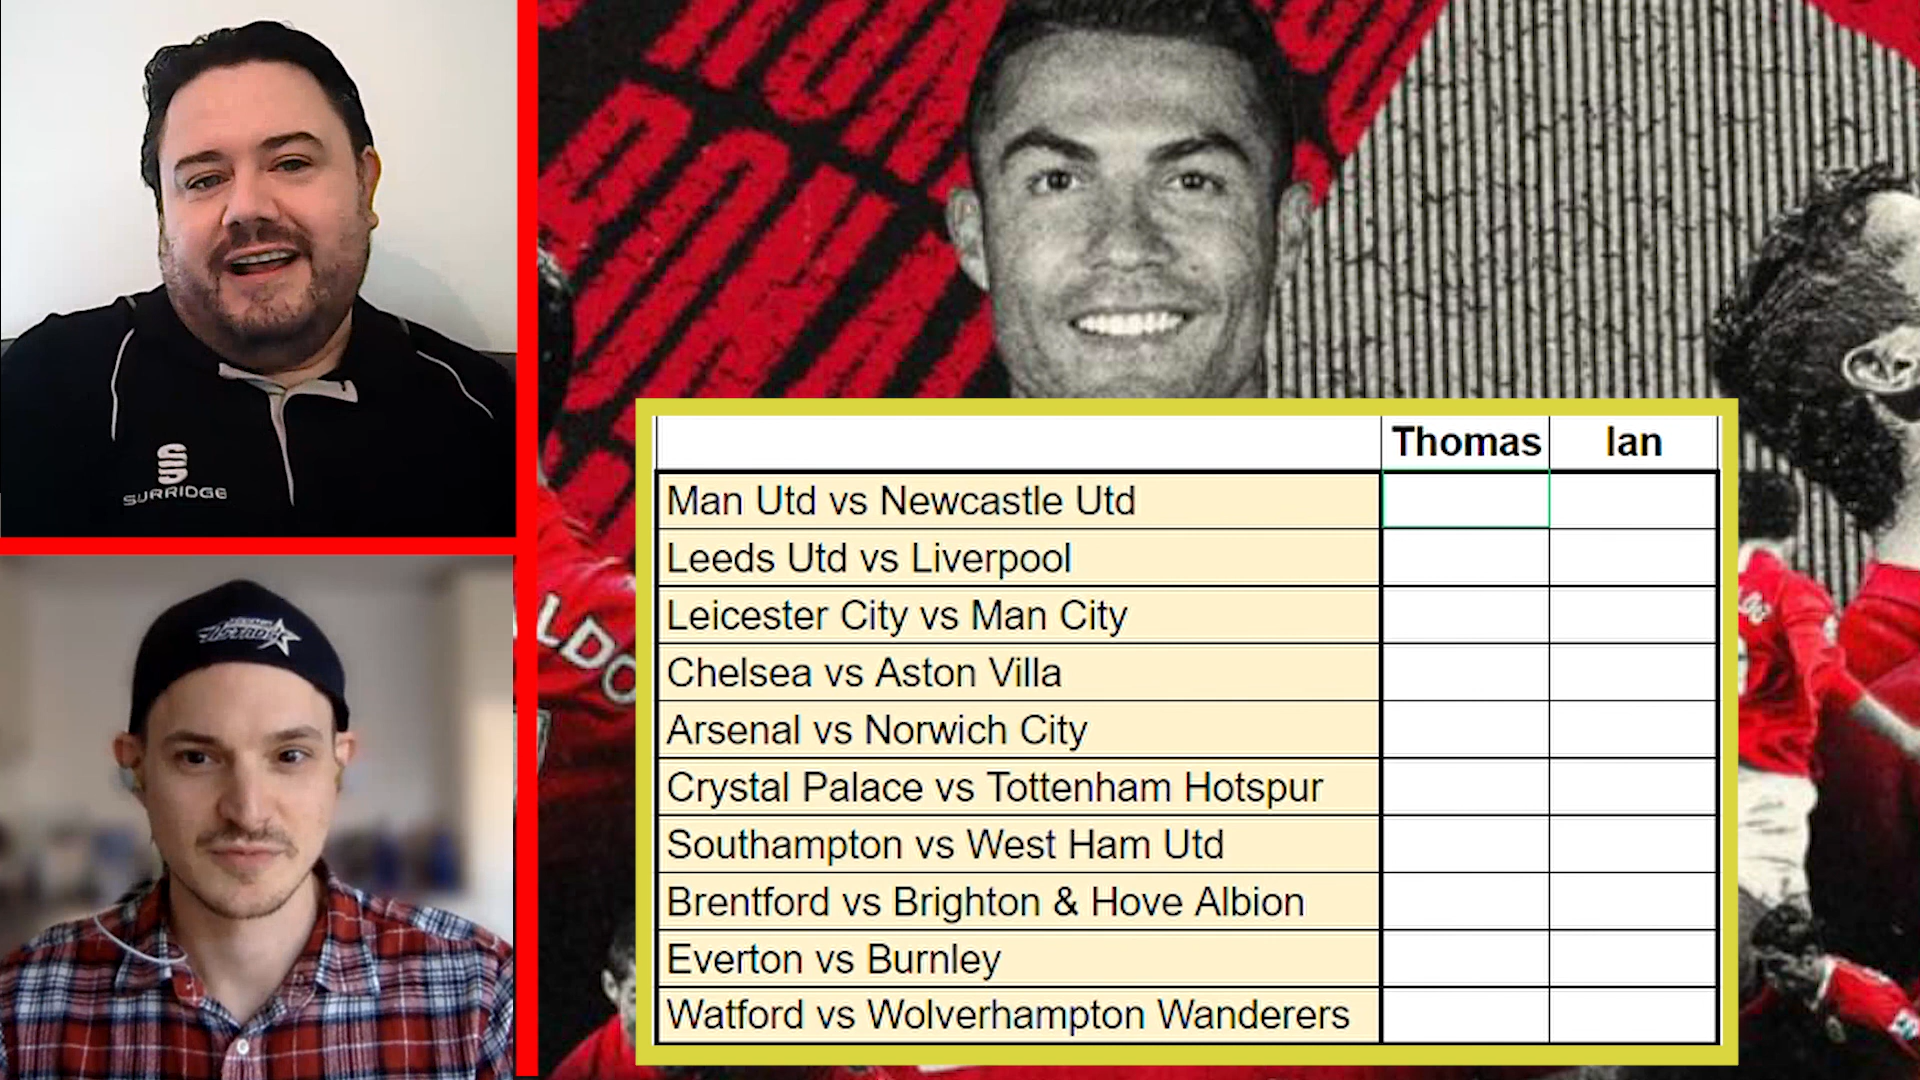 SURRIDGE
Thomas Ian
Man Utd vs Newcastle Utd
Leeds Utd vs Liverpool
Leicester City vs Man City
Chelsea vs Aston Villa
Arsenal vs Norwich City
Crystal Palace vs Tottenham Hotspur
Southampton vs West Ham Utd
Brentford vs Brighton & Hove Albion
Everton vs Burnley
Watford vs Wolverhampton Wanderers
LDO